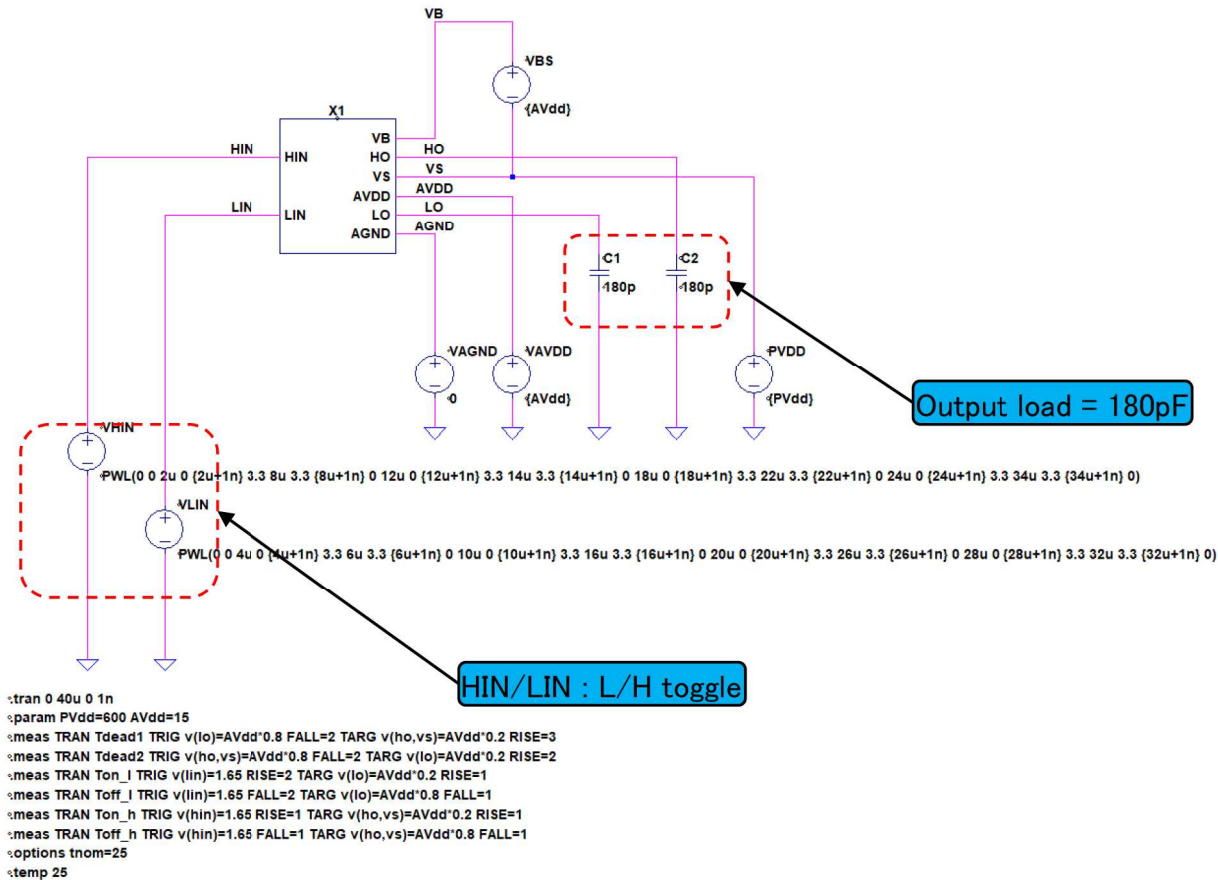 VB
VBS
{AVdd}
X1
VB
HIN
HIN
HO
HO
VS
VS
AVDD
AVDD
LIN
LIN
LO
LO
AGND
AGND
C1
180p
C2
180p
VAGND
0
VAVDD
{AVdd}
PVDD
{PVdd}
Output load = 180pF
VHIN
PWL(0 0 2u 0 {2u+1n} 3.3 8u 3.3 {8u+1n} 0 12u 0 {12u+1n} 3.3 14u 3.3 {14u+1n} 0 18u 0 {18u+1n} 3.3 22u 3.3 {22u+1n} 0 24u 0 {24u+1n} 3.3 34u 3.3 {34u+1n} 0)
VLIN
PWL(0 0 4u 0 {4u+1n} 3.3 6u 3.3 {6u+1n} 0 10u 0 {10u+1n} 3.3 16u 3.3 {16u+1n} 0 20u 0 {20u+1n} 3.3 26u 3.3 {26u+1n} 0 28u 0 {28u+1n} 3.3 32u 3.3 {32u+1n} 0)
HIN/LIN : L/H toggle
.tran 0 40u 0 1n
.param PVdd=600 AVdd=15
.meas TRAN Tdead1 TRIG v(lo)=AVdd*0.8 FALL=2 TARG v(ho,vs)=AVdd*0.2 RISE=3
.meas TRAN Tdead2 TRIG v(ho,vs)=AVdd*0.8 FALL=2 TARG v(lo)=AVdd*0.2 RISE=2
.meas TRAN Ton_l TRIG v(lin)=1.65 RISE=2 TARG v(lo)=AVdd*0.2 RISE=1
.meas TRAN Toff_l TRIG v(lin)=1.65 FALL=2 TARG v(lo)=AVdd*0.8 FALL=1
.meas TRAN Ton_h TRIG v(hin)=1.65 RISE=1 TARG v(ho,vs)=AVdd*0.2 RISE=1
.meas TRAN Toff_h TRIG v(hin)=1.65 FALL=1 TARG v(ho,vs)=AVdd*0.8 FALL=1
.options tnom=25
.temp 25